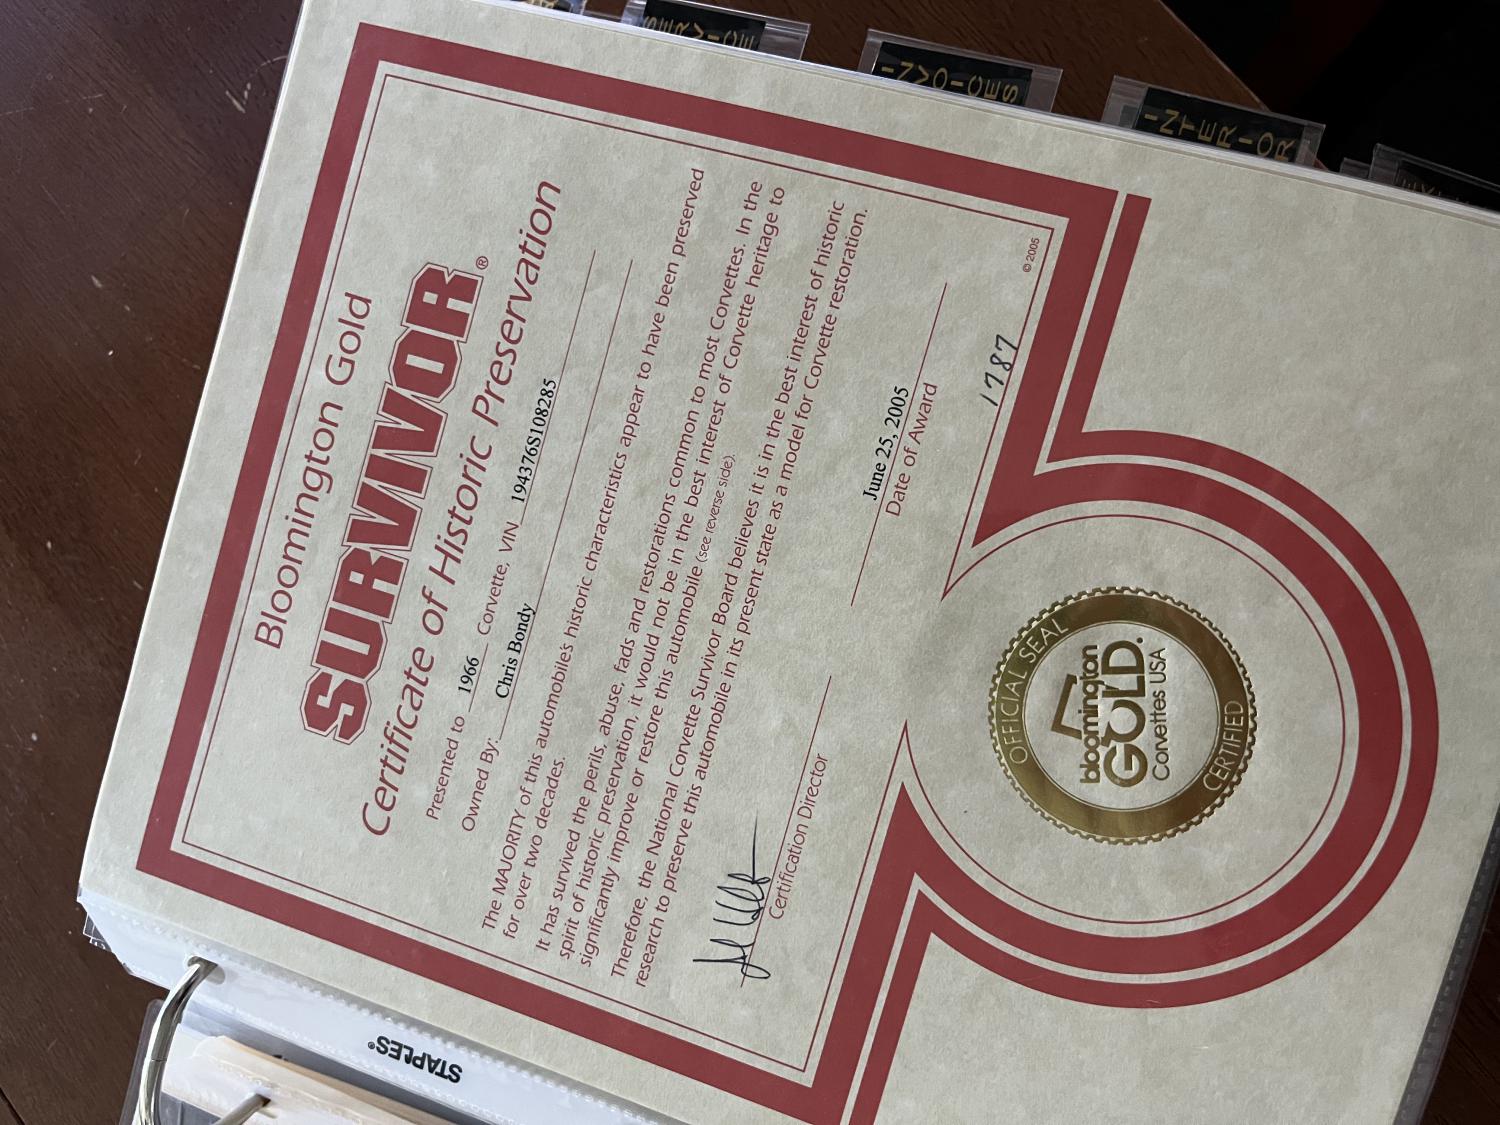 SERVICE
INVOICES
INTERIOR
Bloomington Gold
SURVIVOR®
Certificate of Historic Preservation
Presented to 1966 Corvette, VIN 194376S108285
Owned By: Chris Bondy
The MAJORITY of this automobile's historic characteristics appear to have been preserved
for over two decades.
It has survived the perils, abuse, fads and restorations common to most Corvettes. In the
spirit of historic preservation, it would not be in the best interest of Corvette heritage to
significantly improve or restore this automobile (see reverse side).
Therefore, the National Corvette Survivor Board believes it is in the best interest of historic
research to preserve this automobile in its present state as a model for Corvette restoration.
Certification Director
June 25, 2005
Date of Award
1787
© 2005
OFFICIAL SEAL
bloomington
GOLD.
Corvettes USA
CERTIFIED
STAPLES®